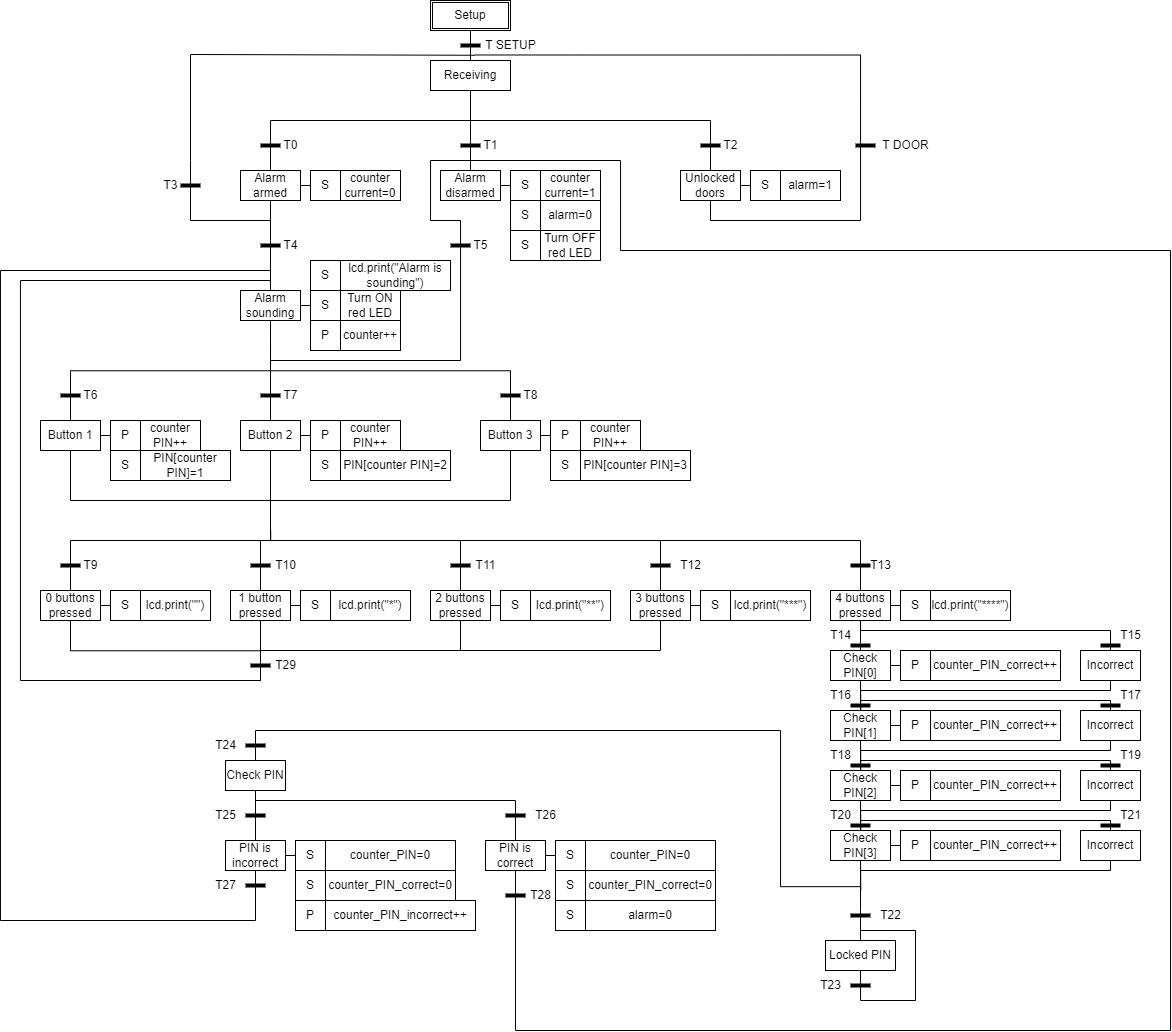 Setup
T SETUP
Receiving
T0
T1
T2
T DOOR
T3
Alarm
armed
S
counter
current=0
Alarm
disarmed
S
counter
current=1
S
alarm=0
S
Turn OFF
red LED
Unlocked
doors
S
alarm=1
T4
T5
Alarm
sounding
S
lcd.print("Alarm is
sounding")
S
Turn ON
red LED
P
counter++
T6
T7
T8
Button 1
P
counter
PIN++
S
PIN[counter
PIN]=1
Button 2
P
counter
PIN++
S
PIN[counter PIN]=2
Button 3
P
counter
PIN++
S
PIN[counter PIN]=3
T9
T10
T11
T12
T13
0 buttons
pressed
S
lcd.print("")
1 button
pressed
S
lcd.print("*")
2 buttons
pressed
S
lcd.print("**")
3 buttons
pressed
S
lcd.print("***")
4 buttons
pressed
S
lcd.print("****")
T29
T14
T15
Check
PIN[0]
P
counter_PIN_correct++
Incorrect
T16
T17
Check
PIN[1]
P
counter_PIN_correct++
Incorrect
T18
T19
Check
PIN[2]
P
counter_PIN_correct++
Incorrect
T20
T21
Check
PIN[3]
P
counter_PIN_correct++
Incorrect
T24
Check PIN
T25
T26
PIN is
incorrect
S
counter_PIN=0
S
counter_PIN_correct=0
P
counter_PIN_incorrect++
T27
PIN is
correct
S
counter_PIN=0
S
counter_PIN_correct=0
S
alarm=0
T28
T22
Locked PIN
T23